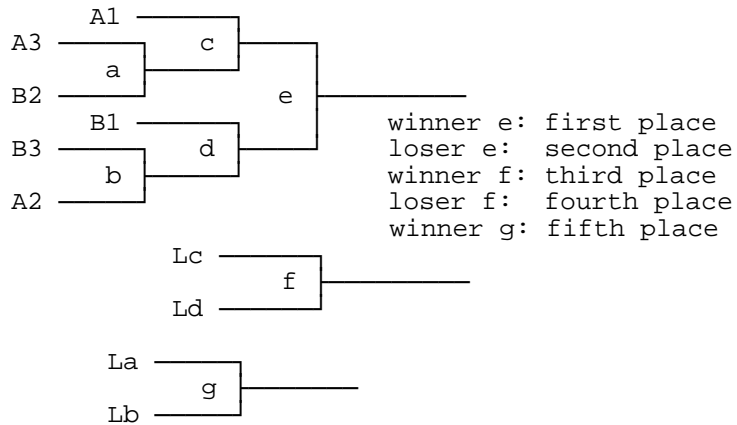 A1
A3
c
a
B2
e
B1
winner e: first place
B3
d
loser e:  second place
b
winner f: third place
A2
loser f:  fourth place
winner g: fifth place
Lc
f
Ld
La
g
Lb